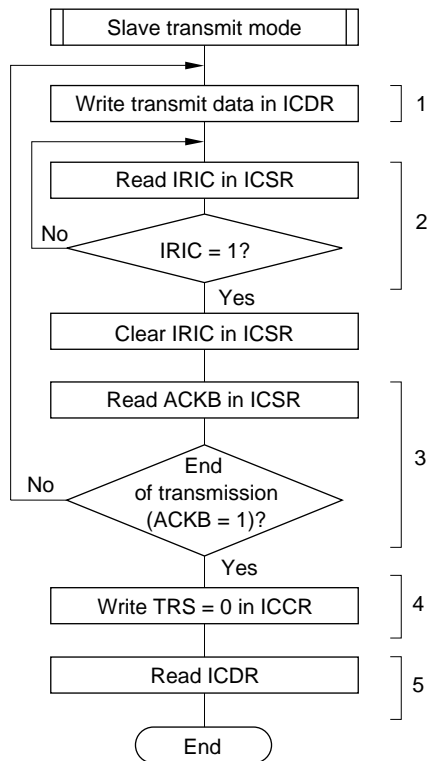 Slave transmit mode
Write transmit data in ICDR
1
Read IRIC in ICSR
2
No
IRIC = 1?
Yes
Clear IRIC in ICSR
Read ACKB in ICSR
3
End
No
of transmission
(ACKB = 1)?
Yes
Write TRS = 0 in ICCR
4
Read ICDR
5
End